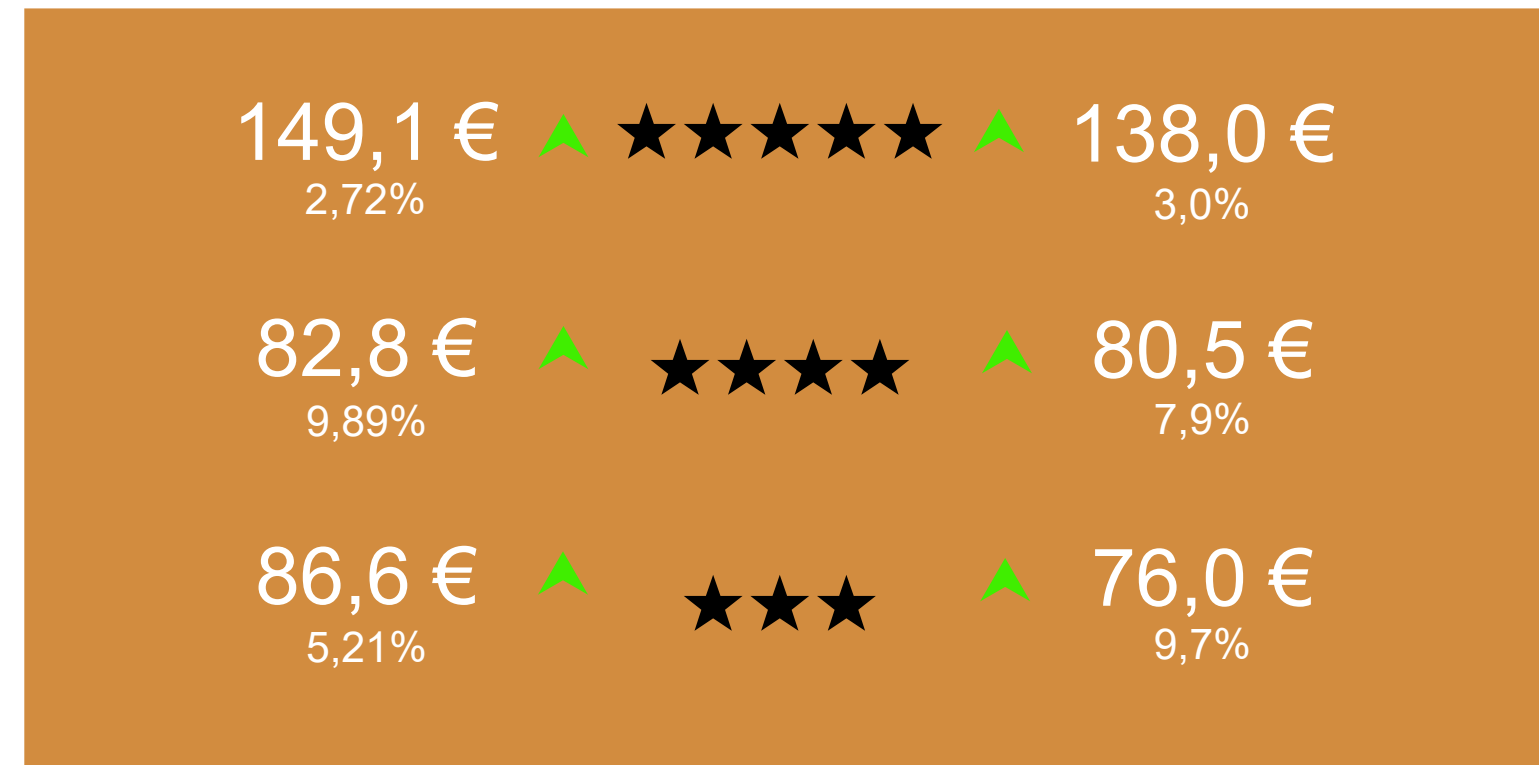 149,1 € 138,0 €
2,72% 3,0%
82,8 € 80,5 €
9,89% 7,9%
86,6 € 76,0 €
5,21% 9,7%